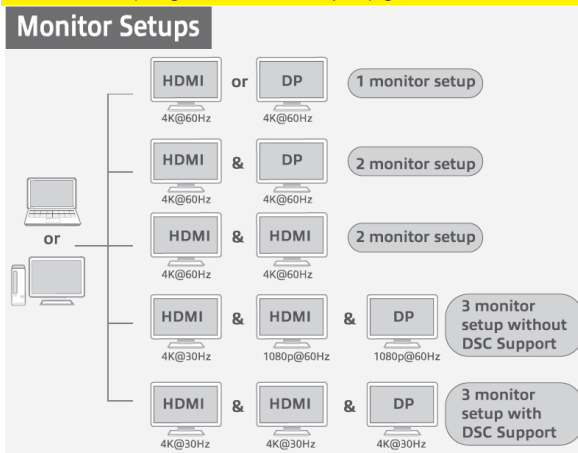 Monitor Setups
HDMI or DP 1 monitor setup
4K@60Hz 4K@60Hz
HDMI & DP 2 monitor setup
4K@60Hz 4K@60Hz
or
HDMI & HDMI 2 monitor setup
4K@60Hz 4K@60Hz
HDMI & HDMI & DP 3 monitor
setup without
DSC Support
4K@30Hz 1080p@60Hz 1080p@60Hz
HDMI & HDMI & DP 3 monitor
setup with
DSC Support
4K@30Hz 4K@30Hz 4K@30Hz